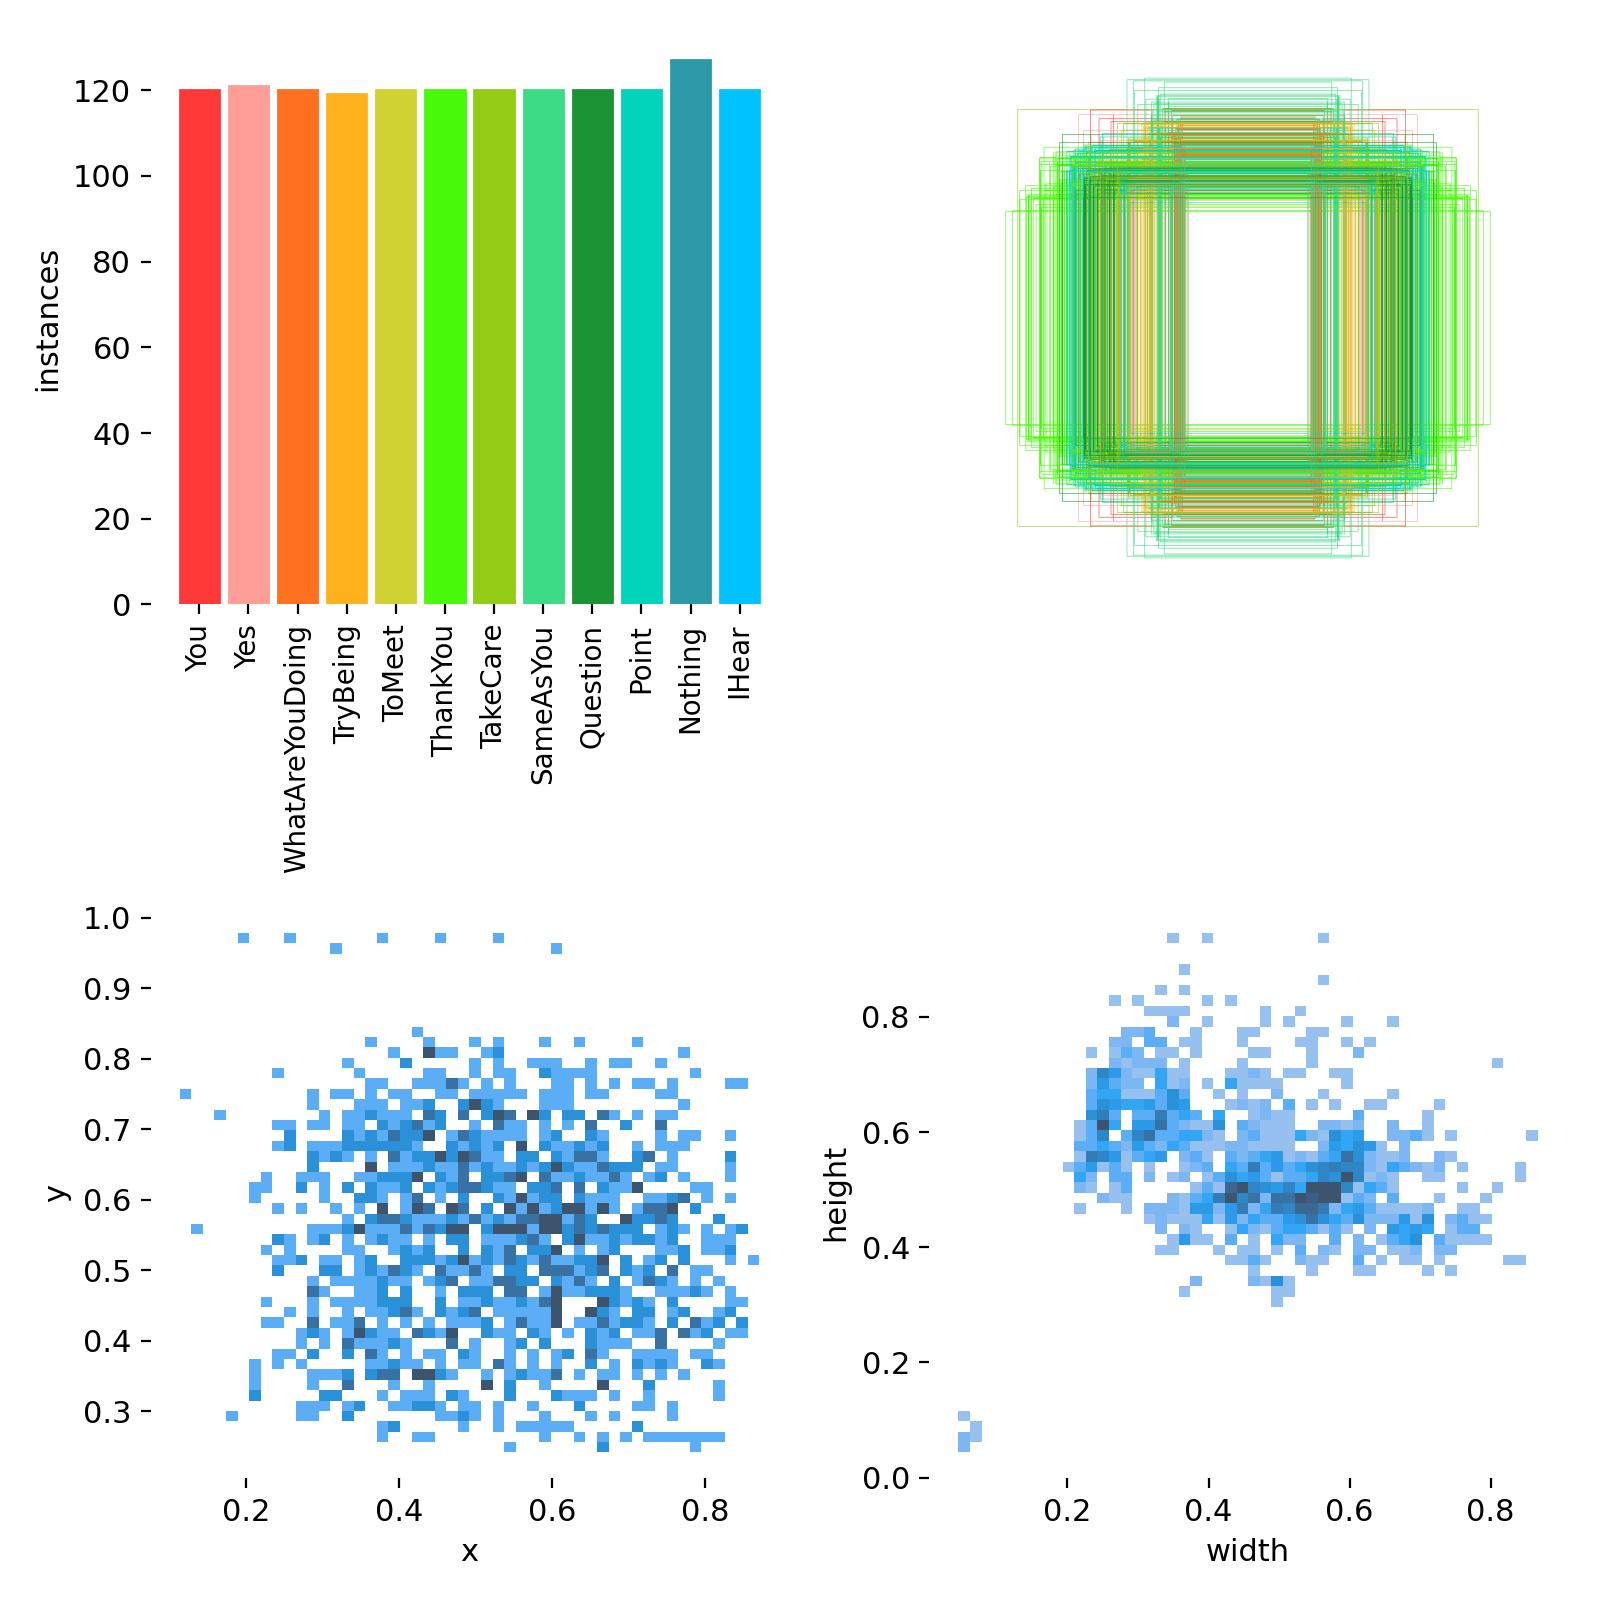 120
100
80
60
40
20
0
instances
You
Yes
WhatAreYouDoing
TryBeing
ToMeet
ThankYou
TakeCare
SameAsYou
Question
Point
Nothing
IHear
1.0
0.9
0.8
0.7
0.6
0.5
0.4
0.3
y
0.2
0.4
0.6
0.8
x
0.8
0.6
0.4
0.2
0.0
height
0.2
0.4
0.6
0.8
width